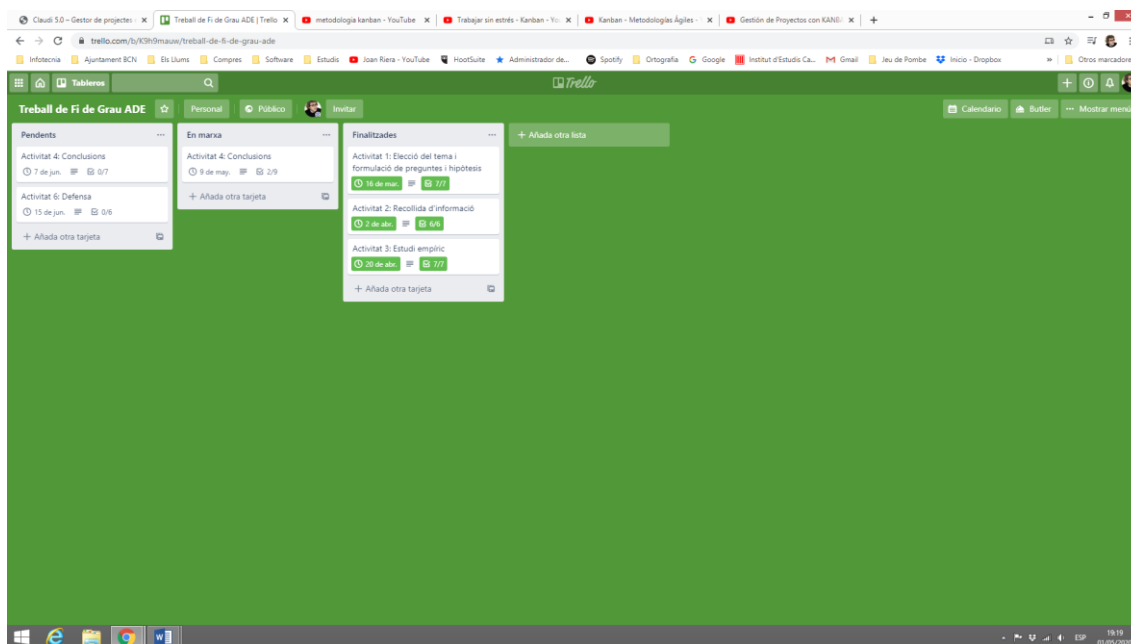 Claudi 5.0 – Gestor de projectes
Treball de Fi de Grau ADE | Trello
metodologia kanban - YouTube
Trabajar sin estrés - Kanban - Yo
Kanban - Metodologías Ágiles -
Gestión de Proyectos con KANBA
trello.com/b/K9h9mauw/treball-de-fi-de-grau-ade
Infotecnia Ajuntament BCN Els Llums Compres Software Estudis Joan Riera - YouTube HootSuite Administrador de... Spotify Ortografia Google Institut d'Estudis Ca... Gmail Jeu de Pombe Inicio - Dropbox » Otros marcadore
Tableros
Trello
Treball de Fi de Grau ADE Personal Público Invitar Calendario Butler ··· Mostrar menú
Pendents ···
Activitat 4: Conclusions
7 de jun. 0/7
Activitat 6: Defensa
15 de jun. 0/6
+ Añada otra tarjeta
En marxa ···
Activitat 4: Conclusions
9 de may. 2/9
+ Añada otra tarjeta
Finalitzades ···
Activitat 1: Elecció del tema i
formulació de preguntes i hipòtesis
16 de mar. 7/7
Activitat 2: Recollida d'informació
2 de abr. 6/6
Activitat 3: Estudi empíric
20 de abr. 7/7
+ Añada otra tarjeta
+ Añada otra lista
ESP
19:19
01/05/2020